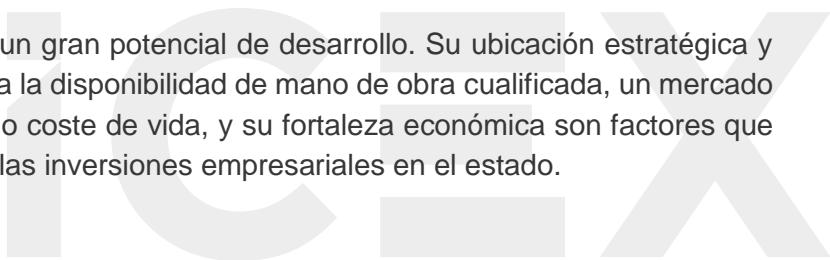 un gran potencial de desarrollo. Su ubicación estratégica y
a la disponibilidad de mano de obra cualificada, un mercado
o coste de vida, y su fortaleza económica son factores que
las inversiones empresariales en el estado.
ICEX